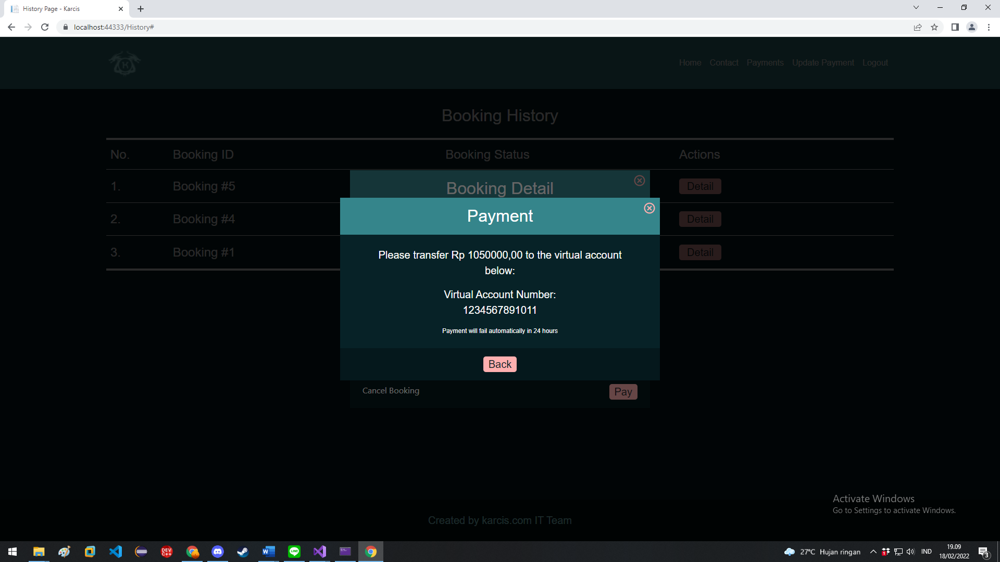 History Page - Karcis
localhost:44333/History#
K
Home Contact Payments Update Payment Logout
Booking History
No. Booking ID Booking Status Actions
1. Booking #5 Detail
2. Booking #4 Detail
3. Booking #1 Detail
Booking Detail
Payment
Please transfer Rp 1050000,00 to the virtual account
below:
Virtual Account Number:
1234567891011
Payment will fail automatically in 24 hours
Back
Cancel Booking Pay
Activate Windows
Go to Settings to activate Windows.
Created by karcis.com IT Team
DEV
C++
LINE
27°C Hujan ringan
1
IND
19.09
18/02/2022
3